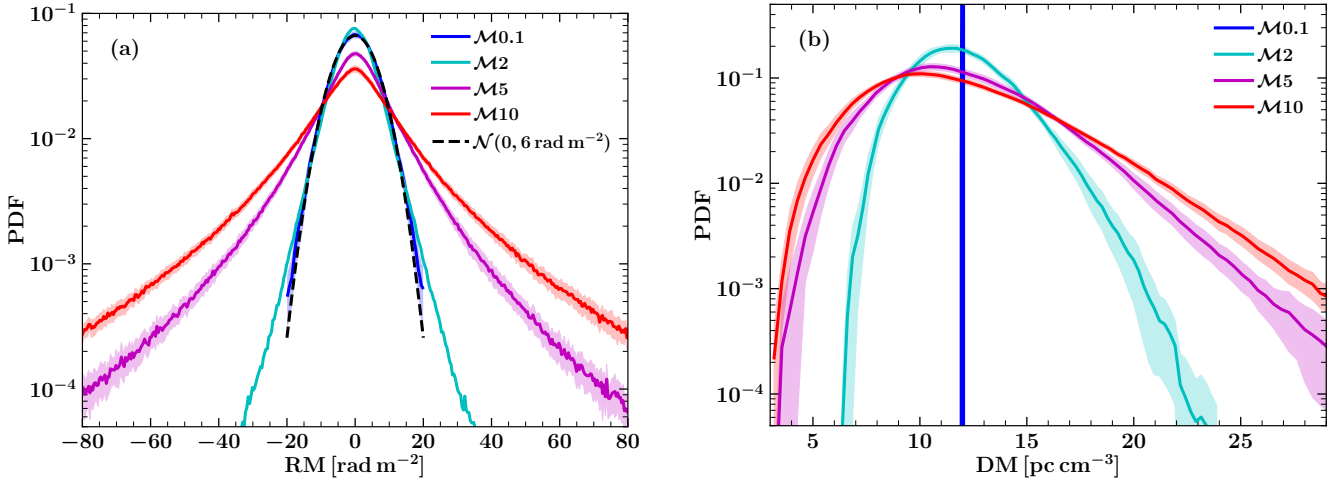 (a)
ℳ0.1
ℳ2
ℳ5
ℳ10
𝒩(0, 6 rad m⁻²)
PDF
10⁻¹
10⁻²
10⁻³
10⁻⁴
−80 −60 −40 −20 0 20 40 60 80
RM [rad m⁻²]
(b)
ℳ0.1
ℳ2
ℳ5
ℳ10
PDF
10⁻¹
10⁻²
10⁻³
10⁻⁴
5 10 15 20 25
DM [pc cm⁻³]